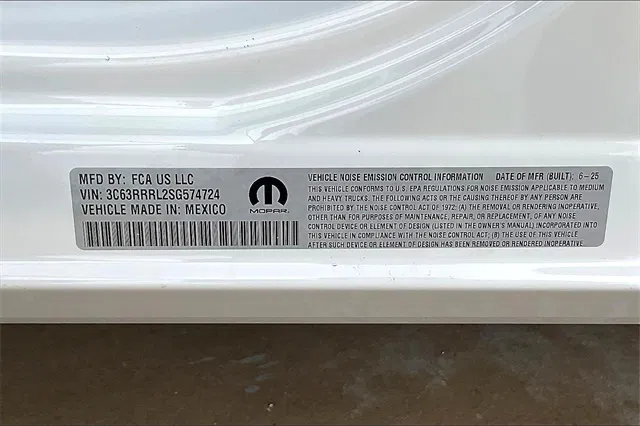 MFD BY: FCA US LLC
VIN: 3C63RRRL2SG574724
VEHICLE MADE IN: MEXICO
MOPAR
VEHICLE NOISE EMISSION CONTROL INFORMATION DATE OF MFR (BUILT). 6-25
THIS VEHICLE CONFORMS TO U.S. EPA REGULATIONS FOR NOISE EMISSION APPLICABLE TO MEDIUM
AND HEAVY TRUCKS. THE FOLLOWING ACTS OR THE CAUSING THEREOF BY ANY PERSON ARE
PROHIBITED BY THE NOISE CONTROL ACT OF 1972: (A) THE REMOVAL OR RENDERING INOPERATIVE,
OTHER THAN FOR PURPOSES OF MAINTENANCE, REPAIR, OR REPLACEMENT, OF ANY NOISE
CONTROL DEVICE OR ELEMENT OF DESIGN (LISTED IN THE OWNER'S MANUAL) INCORPORATED INTO
THIS VEHICLE IN COMPLIANCE WITH THE NOISE CONTROL ACT; (B) THE USE OF THIS VEHICLE
AFTER SUCH DEVICE OR ELEMENT OF DESIGN HAS BEEN REMOVED OR RENDERED INOPERATIVE